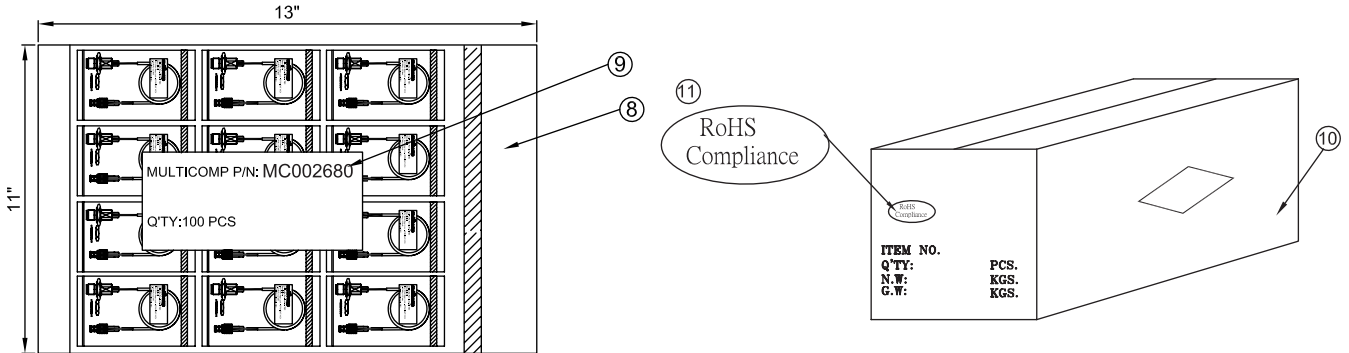 13"
11"
9
8
MULTICOMP P/N: MC002680
Q'TY:100 PCS
11
RoHS
Compliance
10
RoHS
Compliance
ITEM NO.
Q'TY: PCS.
N.W: KGS.
G.W: KGS.